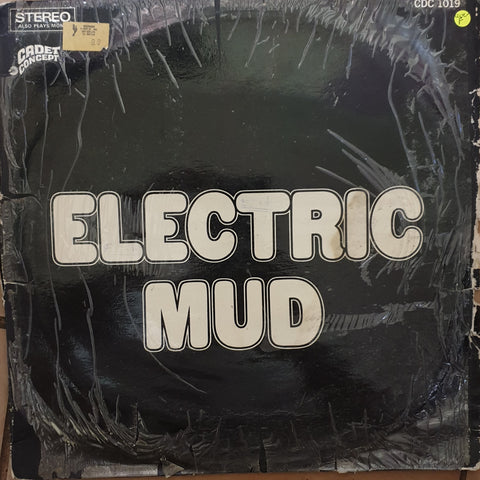 STEREO
ALSO PLAYS MONO
CADET
CONCEPT
CDC 1019
ELECTRIC
MUD